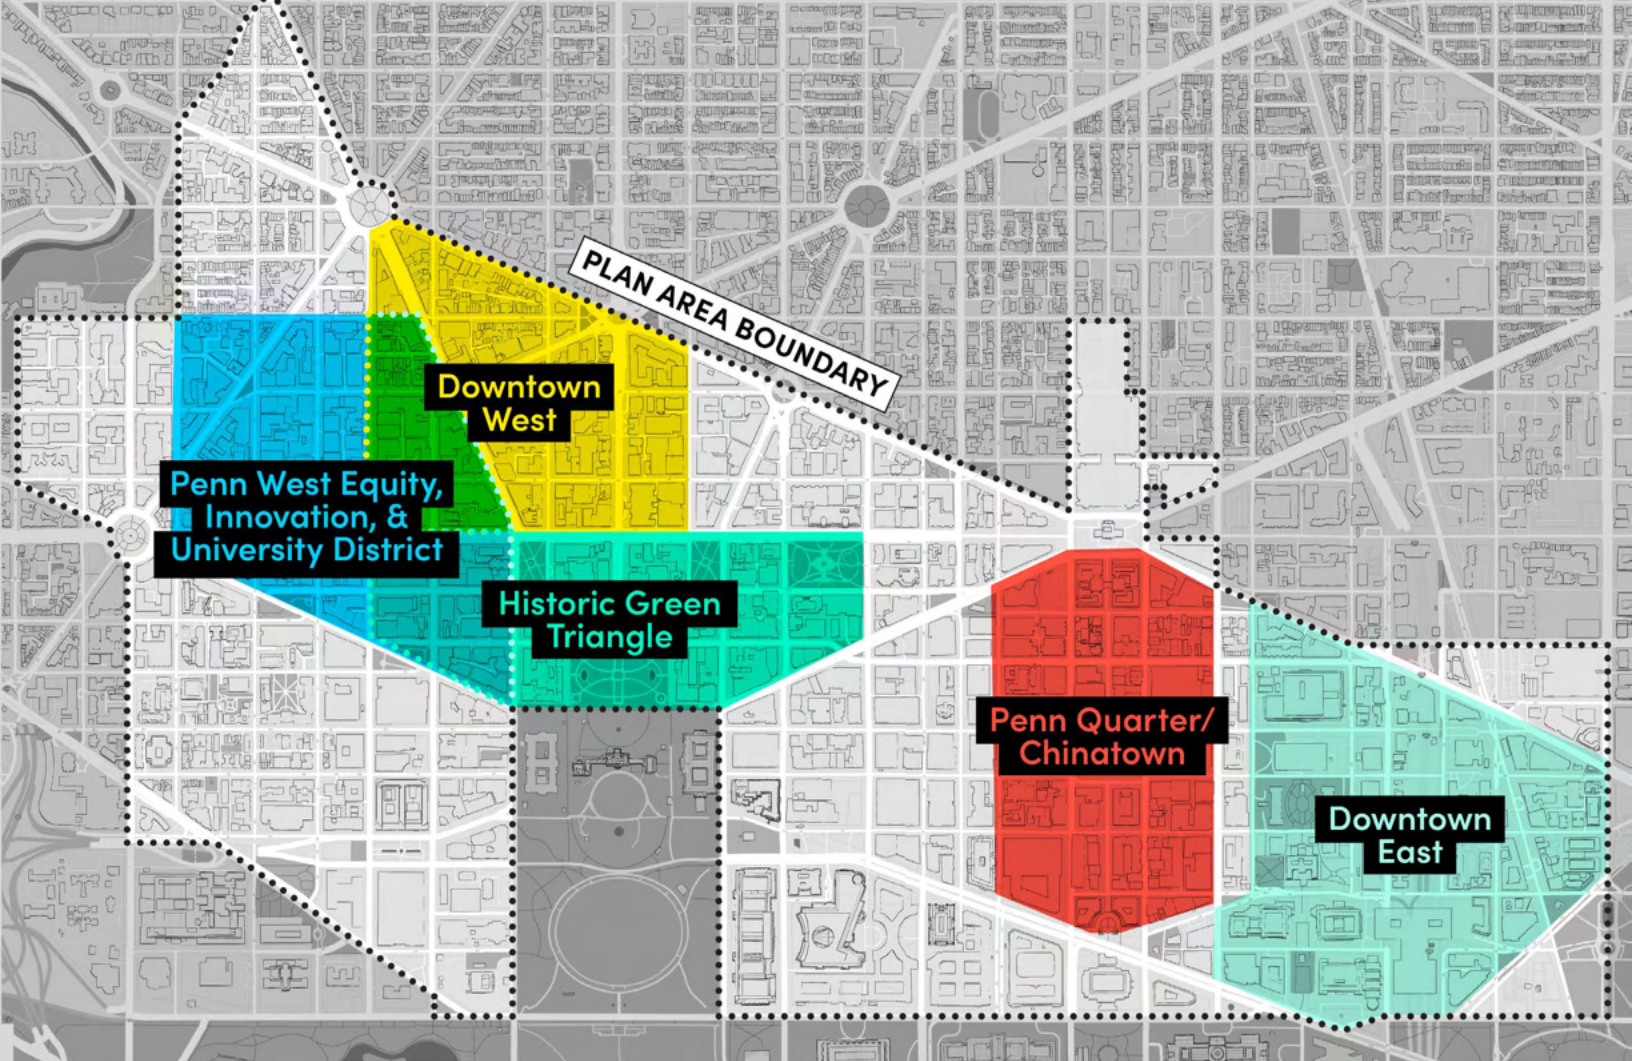 PLAN AREA BOUNDARY
Downtown
West
Penn West Equity,
Innovation, &
University District
Historic Green
Triangle
Penn Quarter/
Chinatown
Downtown
East